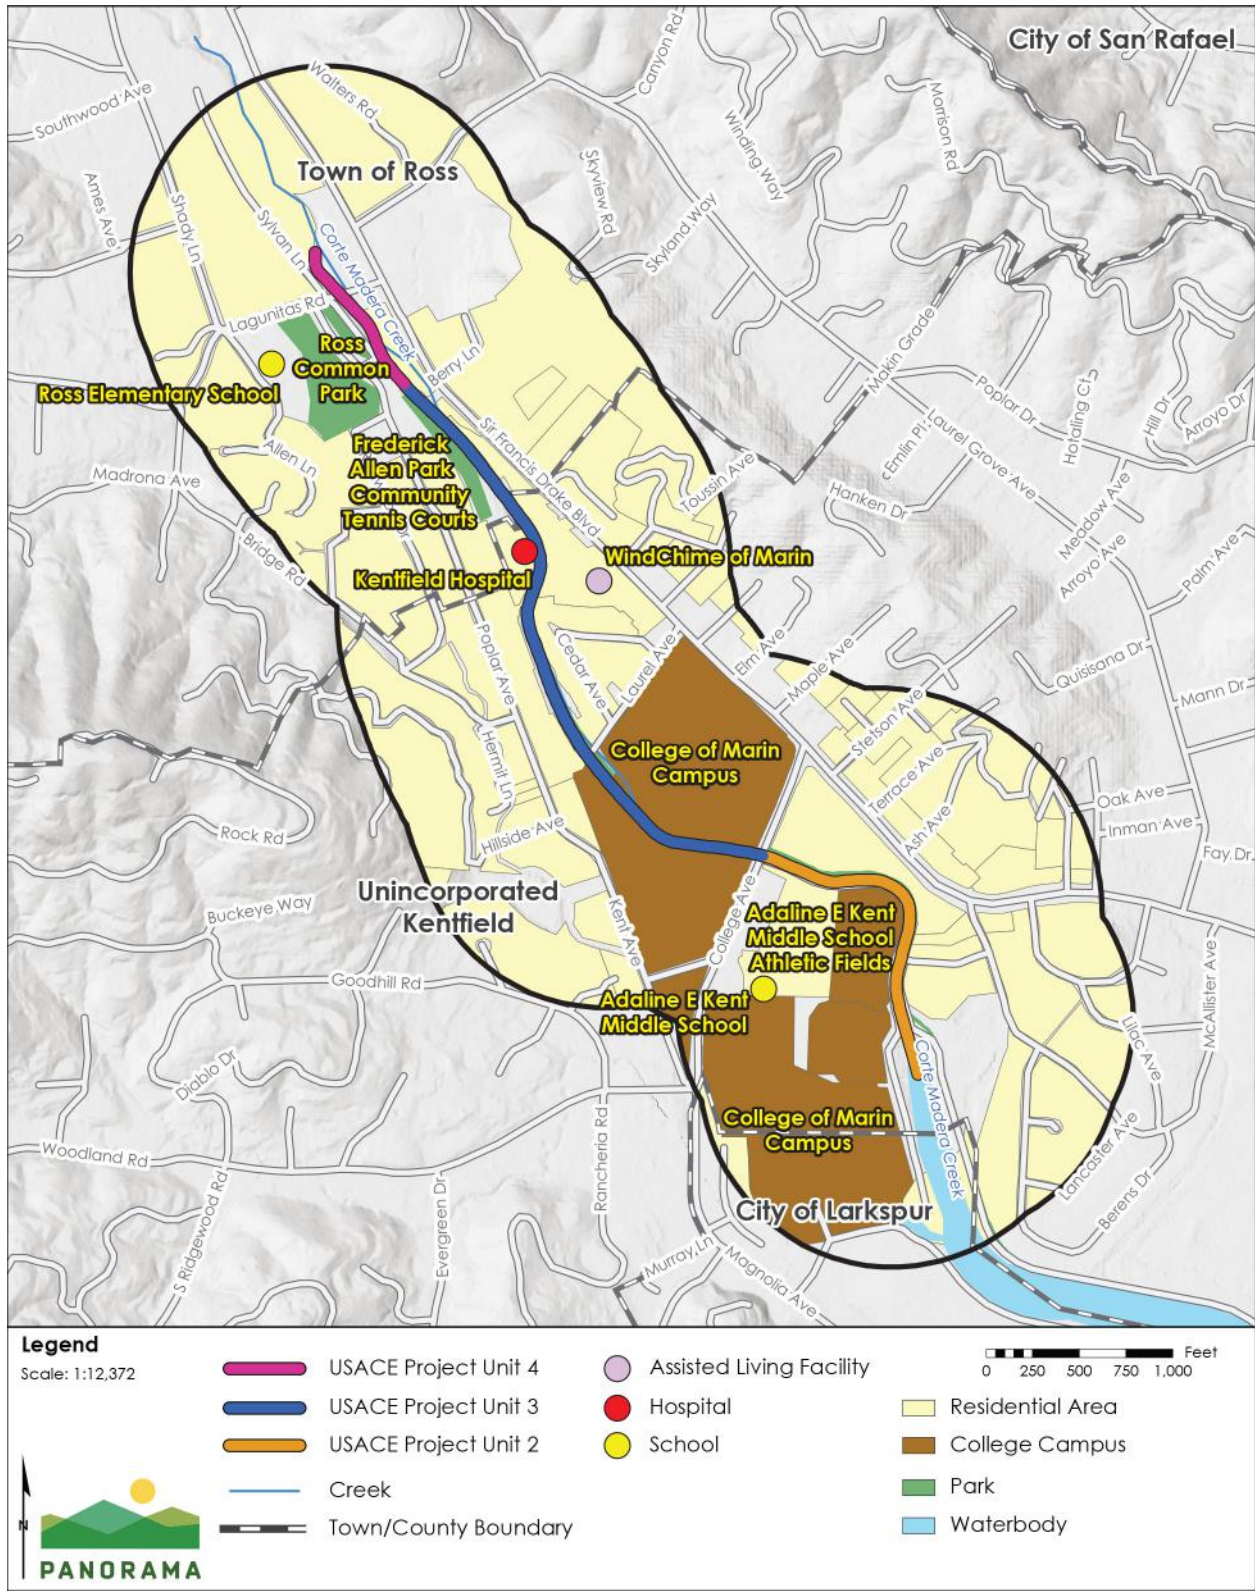 City of San Rafael
Canyon Rd
Walters Rd
Southwood Ave
Morrison Rd
Winding Way
Town of Ross
Skyview Rd
Ames Ave
Shady Ln
Skyland Way
Sylvan Ln
Corte Madera Creek
Lagunitas Rd
Ross
Common
Park
Makin Grade
Berry Ln
Ross Elementary School
Poplar Dr
Hotaling Ct
Hill Dr
Arroyo Dr
Laurel Grove Ave
Sir Francis Drake Blvd
Frederick
Allen Park
Community
Tennis Courts
Allen Ln
Emlin Pl
Madrona Ave
Toussin Ave
Hanken Dr
Meadow Ave
Bridge Rd
WindChime of Marin
Kentfield Hospital
Arroyo Ave
Palm Ave
Cedar Ave
Laurel Ave
Elm Ave
Maple Ave
Quisisana Dr
Poplar Ave
Mann Dr
Stetson Ave
Hermit Ln
College of Marin
Campus
Terrace Ave
Oak Ave
Rock Rd
Hillside Ave
Ash Ave
Inman Ave
Fay Dr
Unincorporated
Kentfield
Buckeye Way
Kent Ave
College Ave
Adaline E Kent
Middle School
Athletic Fields
Goodhill Rd
Adaline E Kent
Middle School
McAllister Ave
Lilac Ave
Diablo Dr
Corte Madera Creek
Rancheria Rd
College of Marin
Campus
Woodland Rd
Lancaster Ave
City of Larkspur
Berens Dr
S Ridgewood Rd
Evergreen Dr
Murray Ln
Magnolia Ave
Legend
Scale: 1:12,372
USACE Project Unit 4
USACE Project Unit 3
USACE Project Unit 2
Creek
Town/County Boundary
Assisted Living Facility
Hospital
School
Feet
0 250 500 750 1,000
Residential Area
College Campus
Park
Waterbody
N
PANORAMA